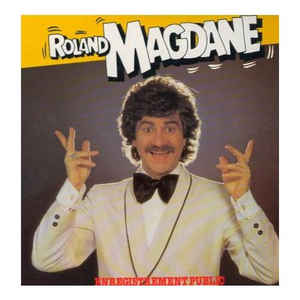 ROLAND MAGDANE
ENREGISTREMENT PUBLIC